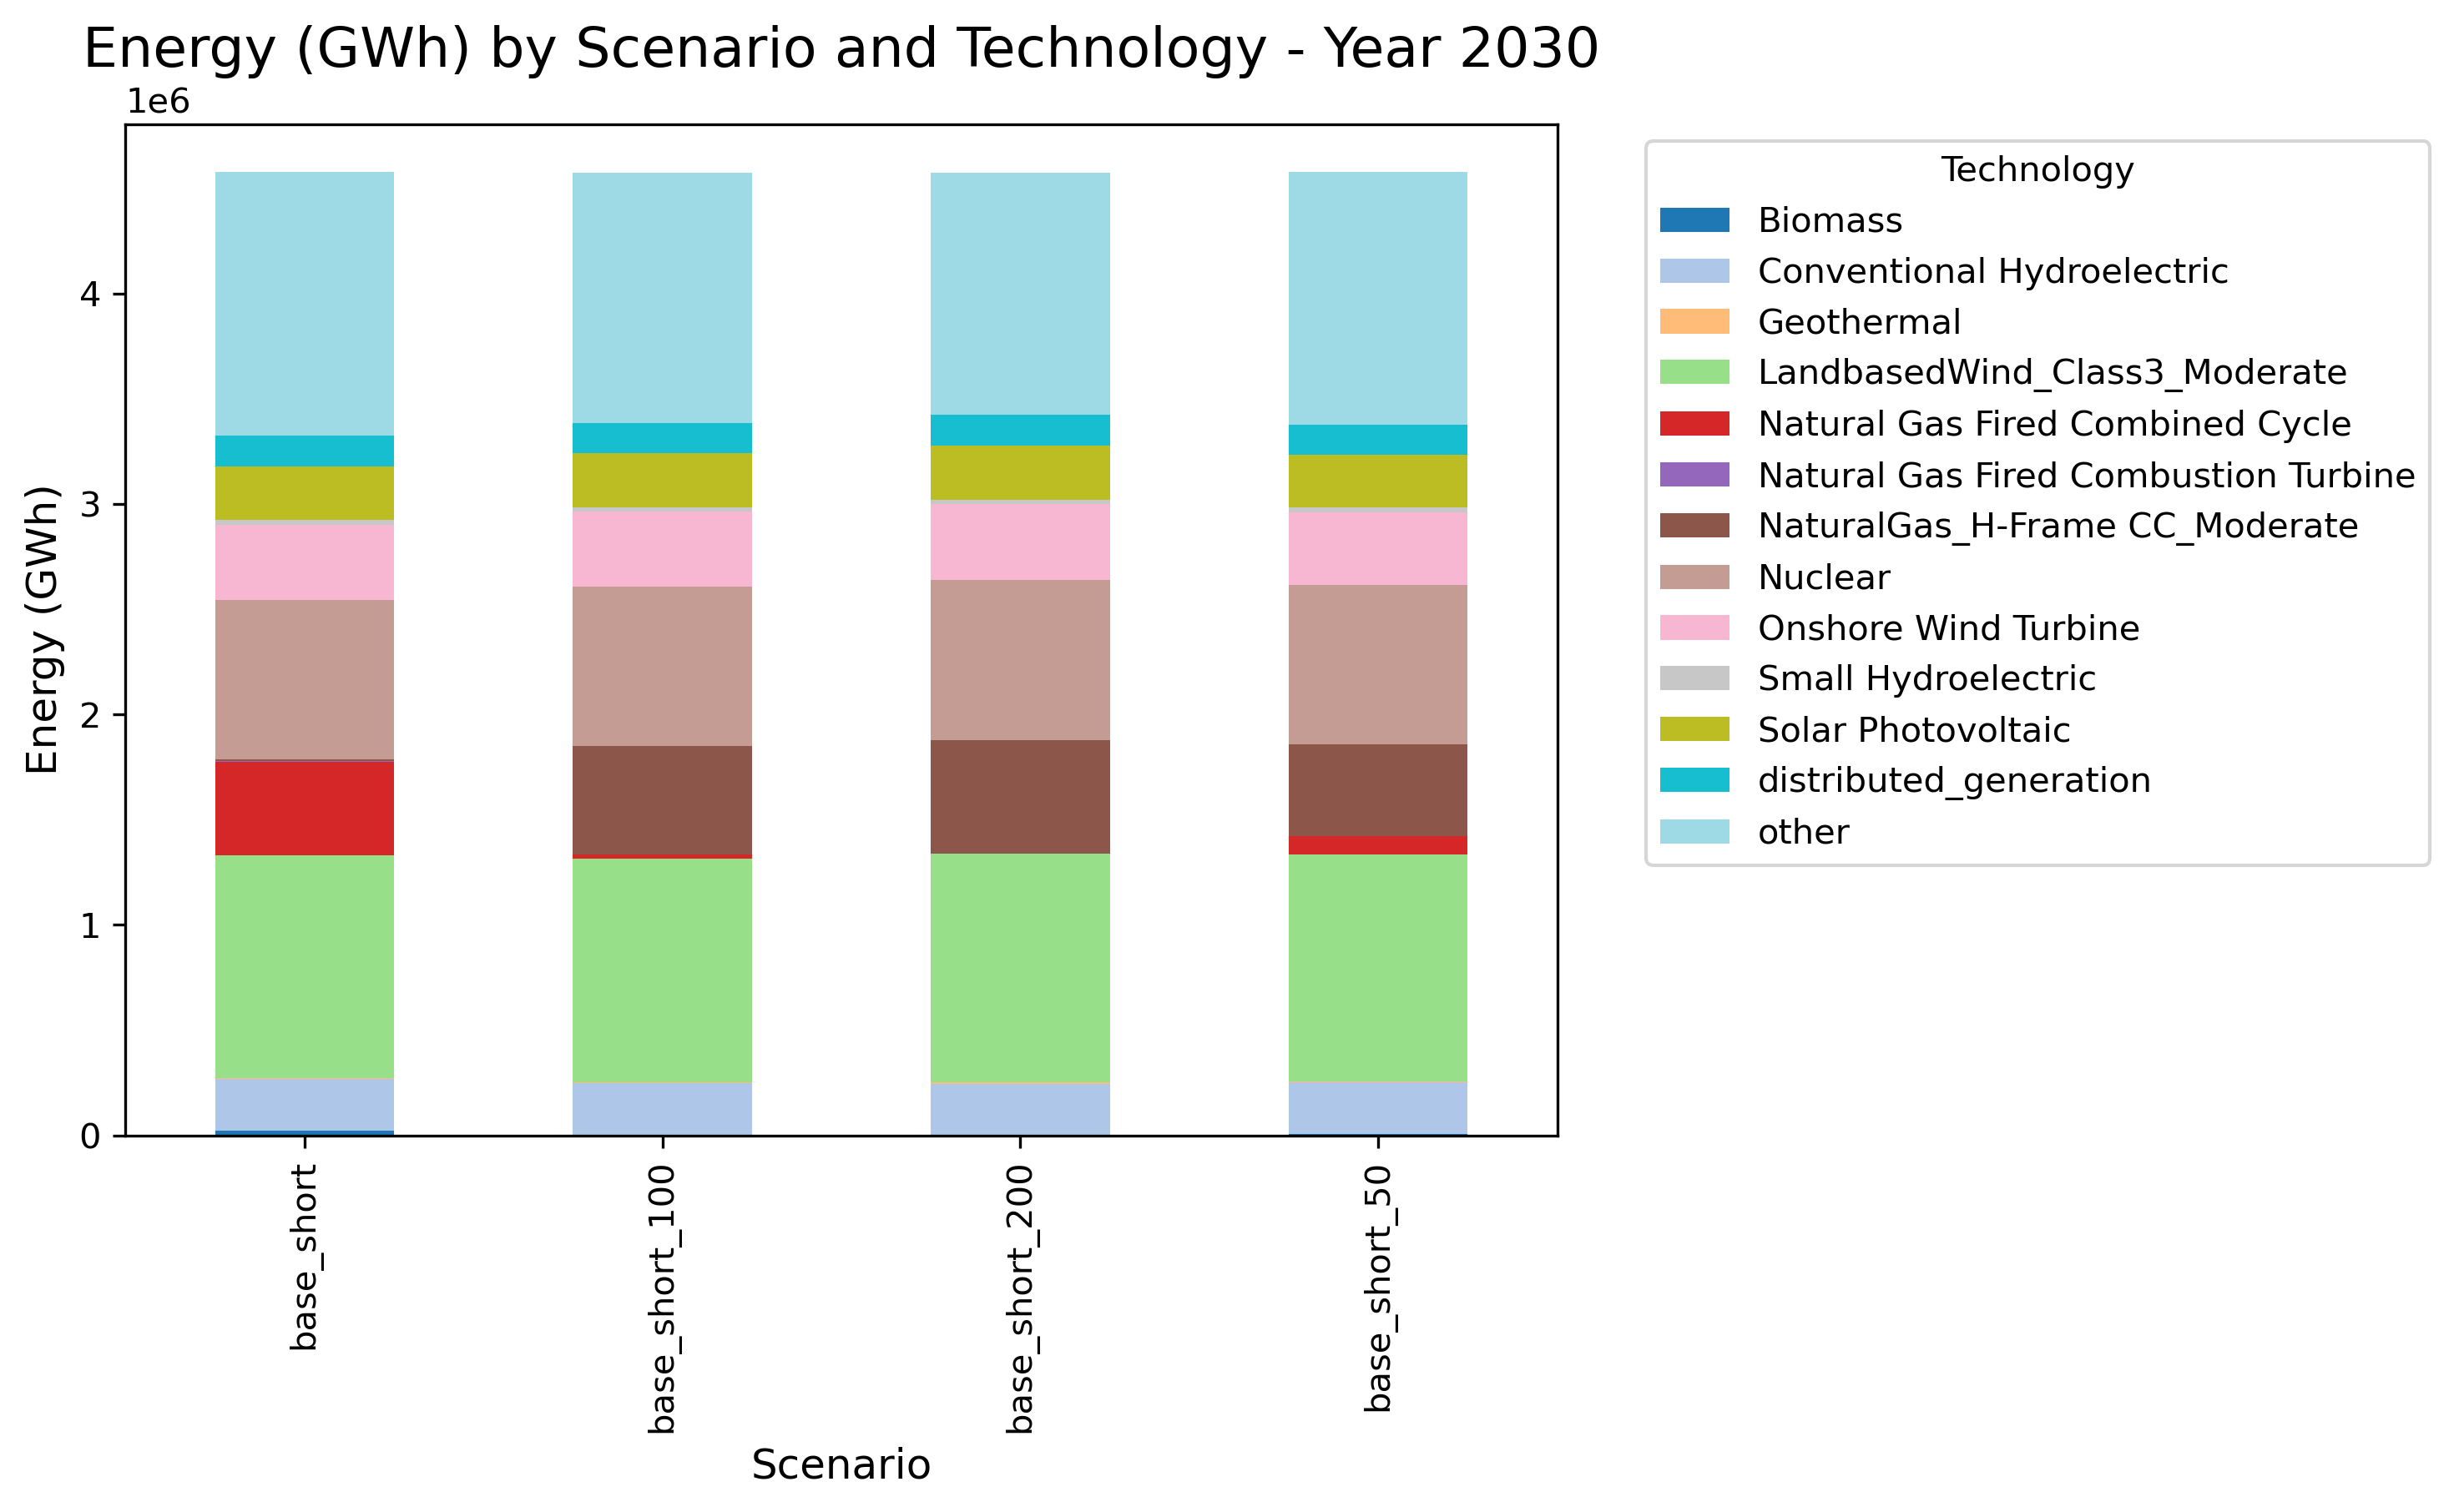 Energy (GWh) by Scenario and Technology - Year 2030
1e6
Energy (GWh)
4
3
2
1
0
base_short
base_short_100
base_short_200
base_short_50
Scenario
Technology
Biomass
Conventional Hydroelectric
Geothermal
LandbasedWind_Class3_Moderate
Natural Gas Fired Combined Cycle
Natural Gas Fired Combustion Turbine
NaturalGas_H-Frame CC_Moderate
Nuclear
Onshore Wind Turbine
Small Hydroelectric
Solar Photovoltaic
distributed_generation
other